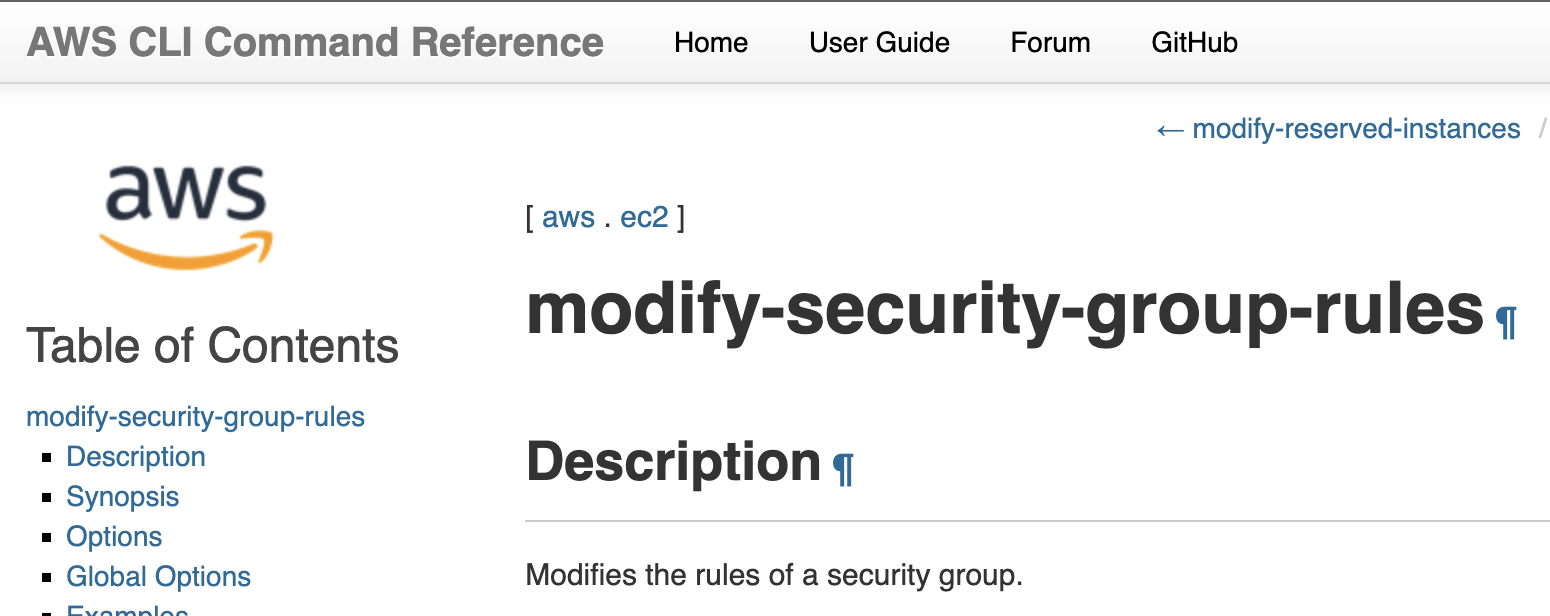 AWS CLI Command Reference Home User Guide Forum GitHub
← modify-reserved-instances /
aws
[ aws . ec2 ]
modify-security-group-rules ¶
Table of Contents
modify-security-group-rules
Description
Synopsis
Options
Global Options
Examples
Description ¶
Modifies the rules of a security group.